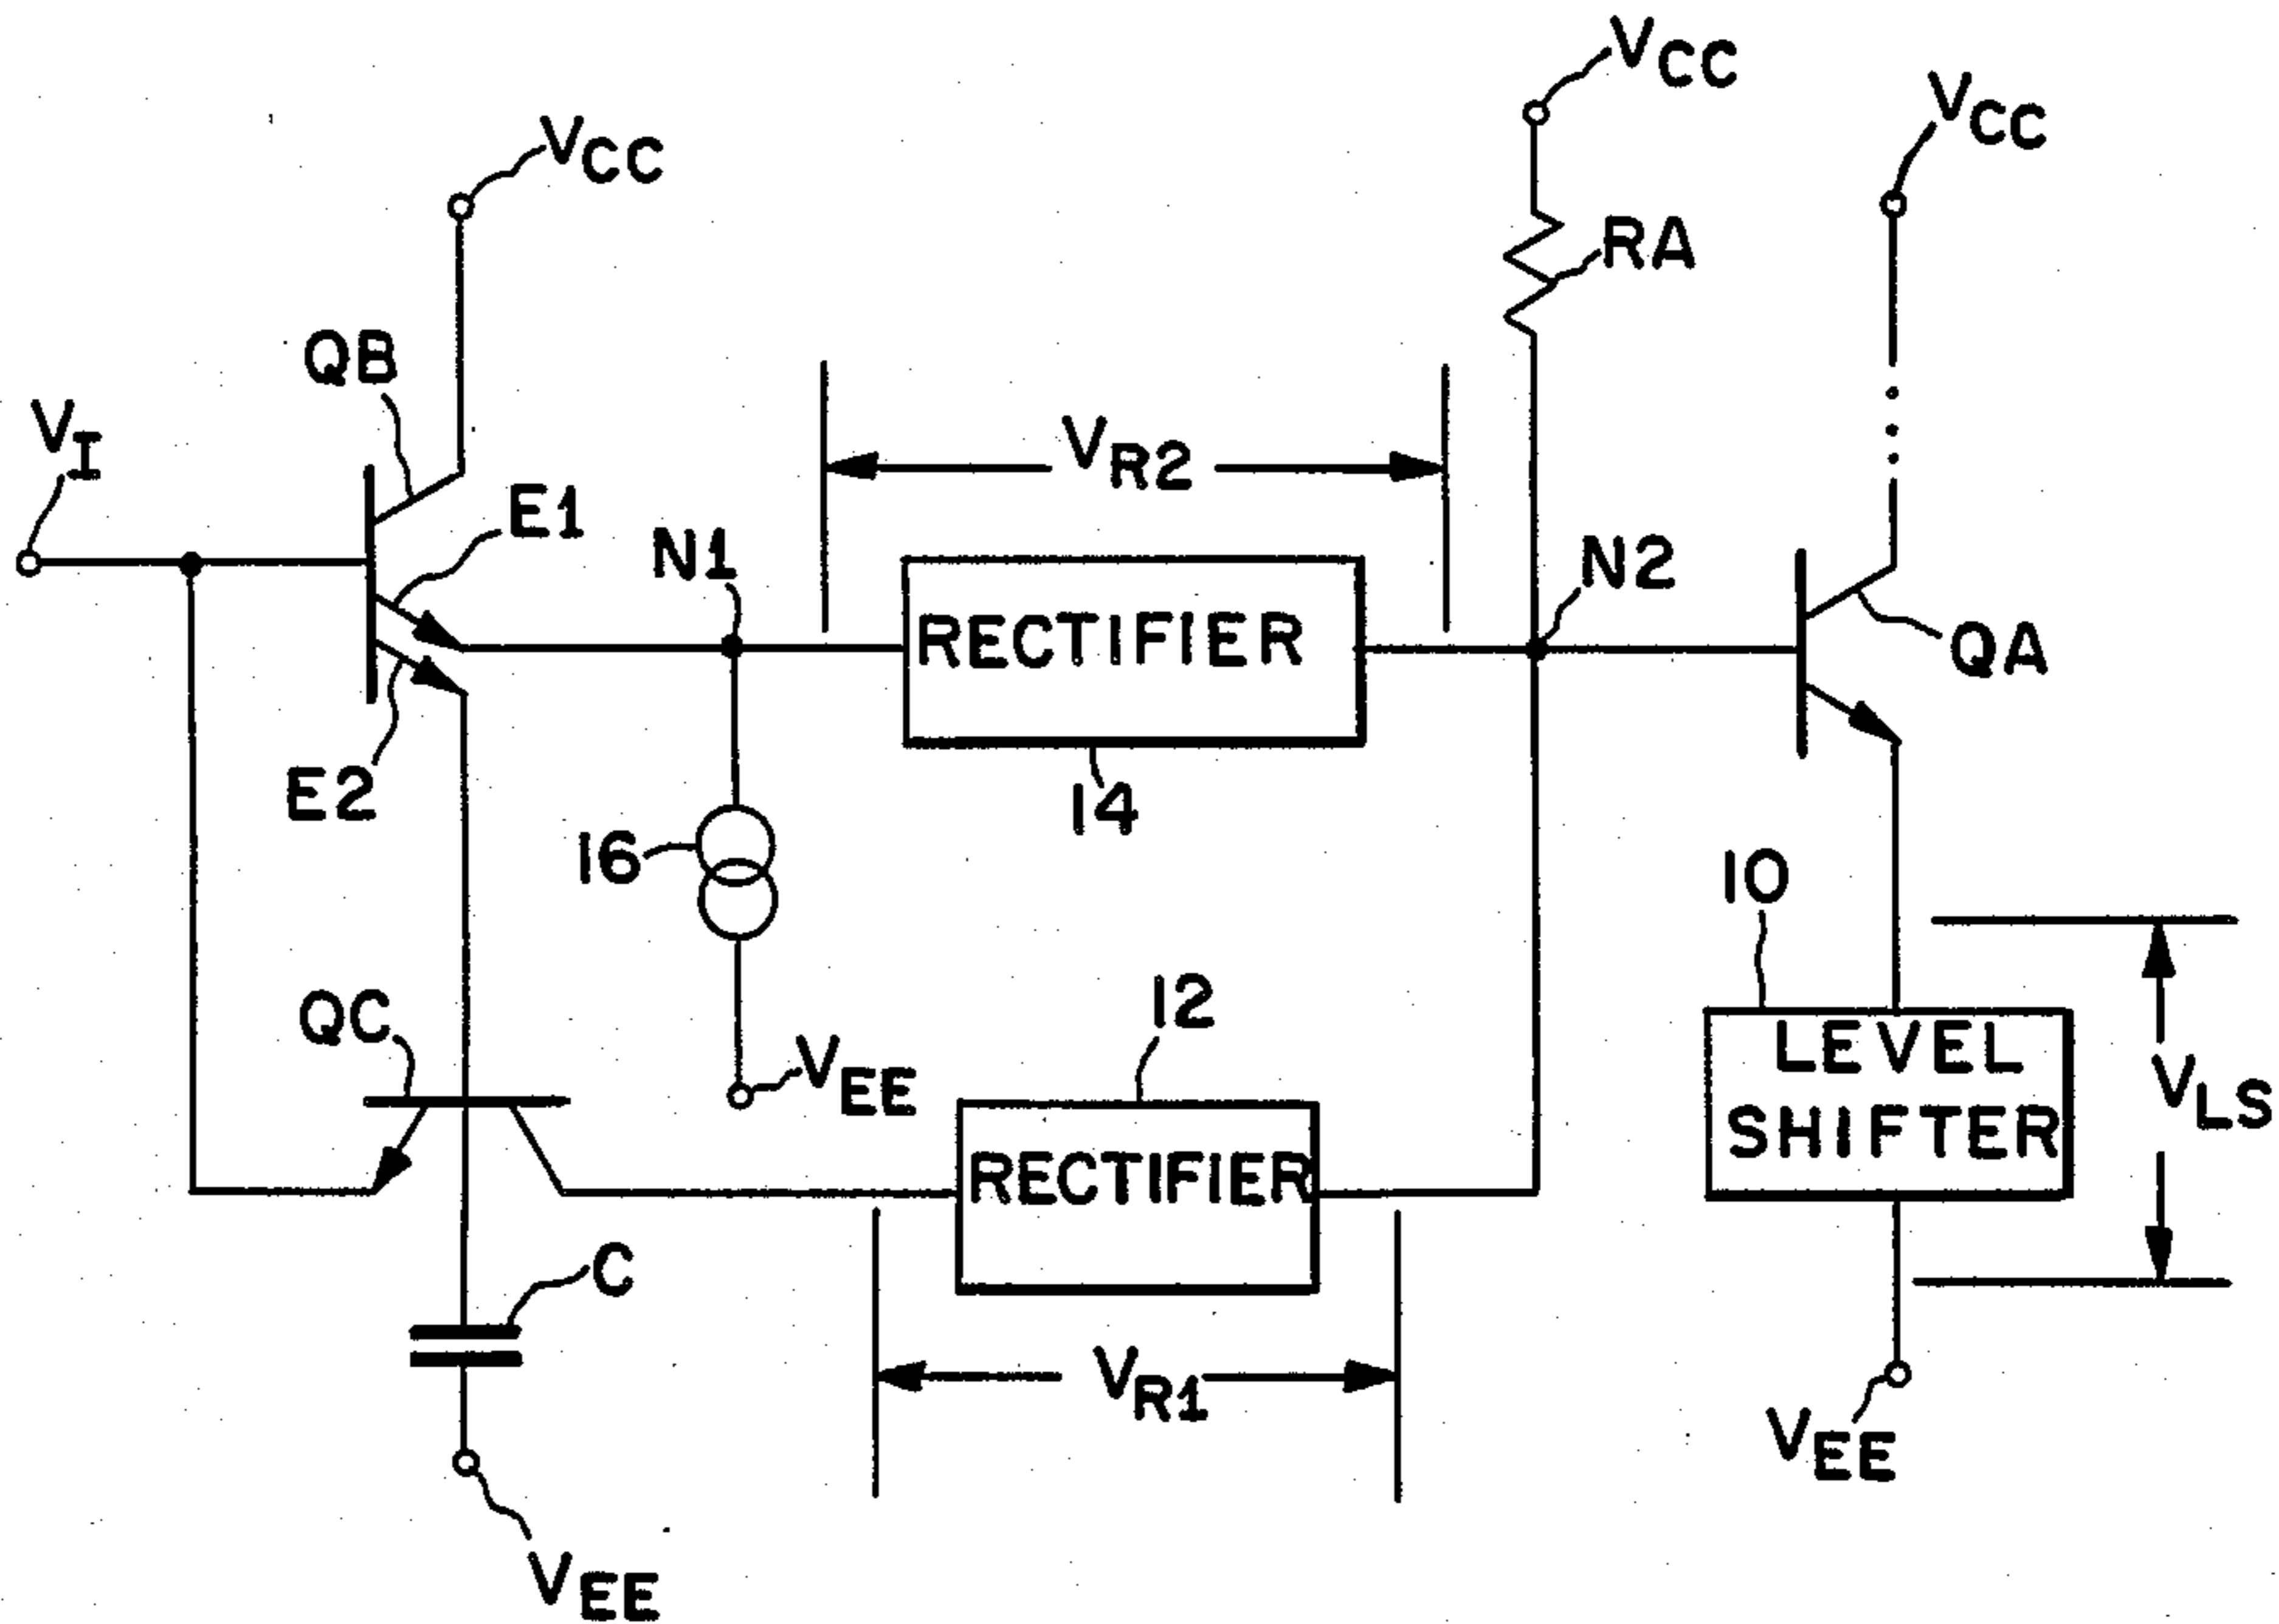 VCC
VCC
VCC
RA
QB
VI
VR2
E1
N1
N2
RECTIFIER
QA
E2
14
16
10
12
QC
LEVEL
SHIFTER
VEE
VLS
RECTIFIER
C
VR1
VEE
VEE